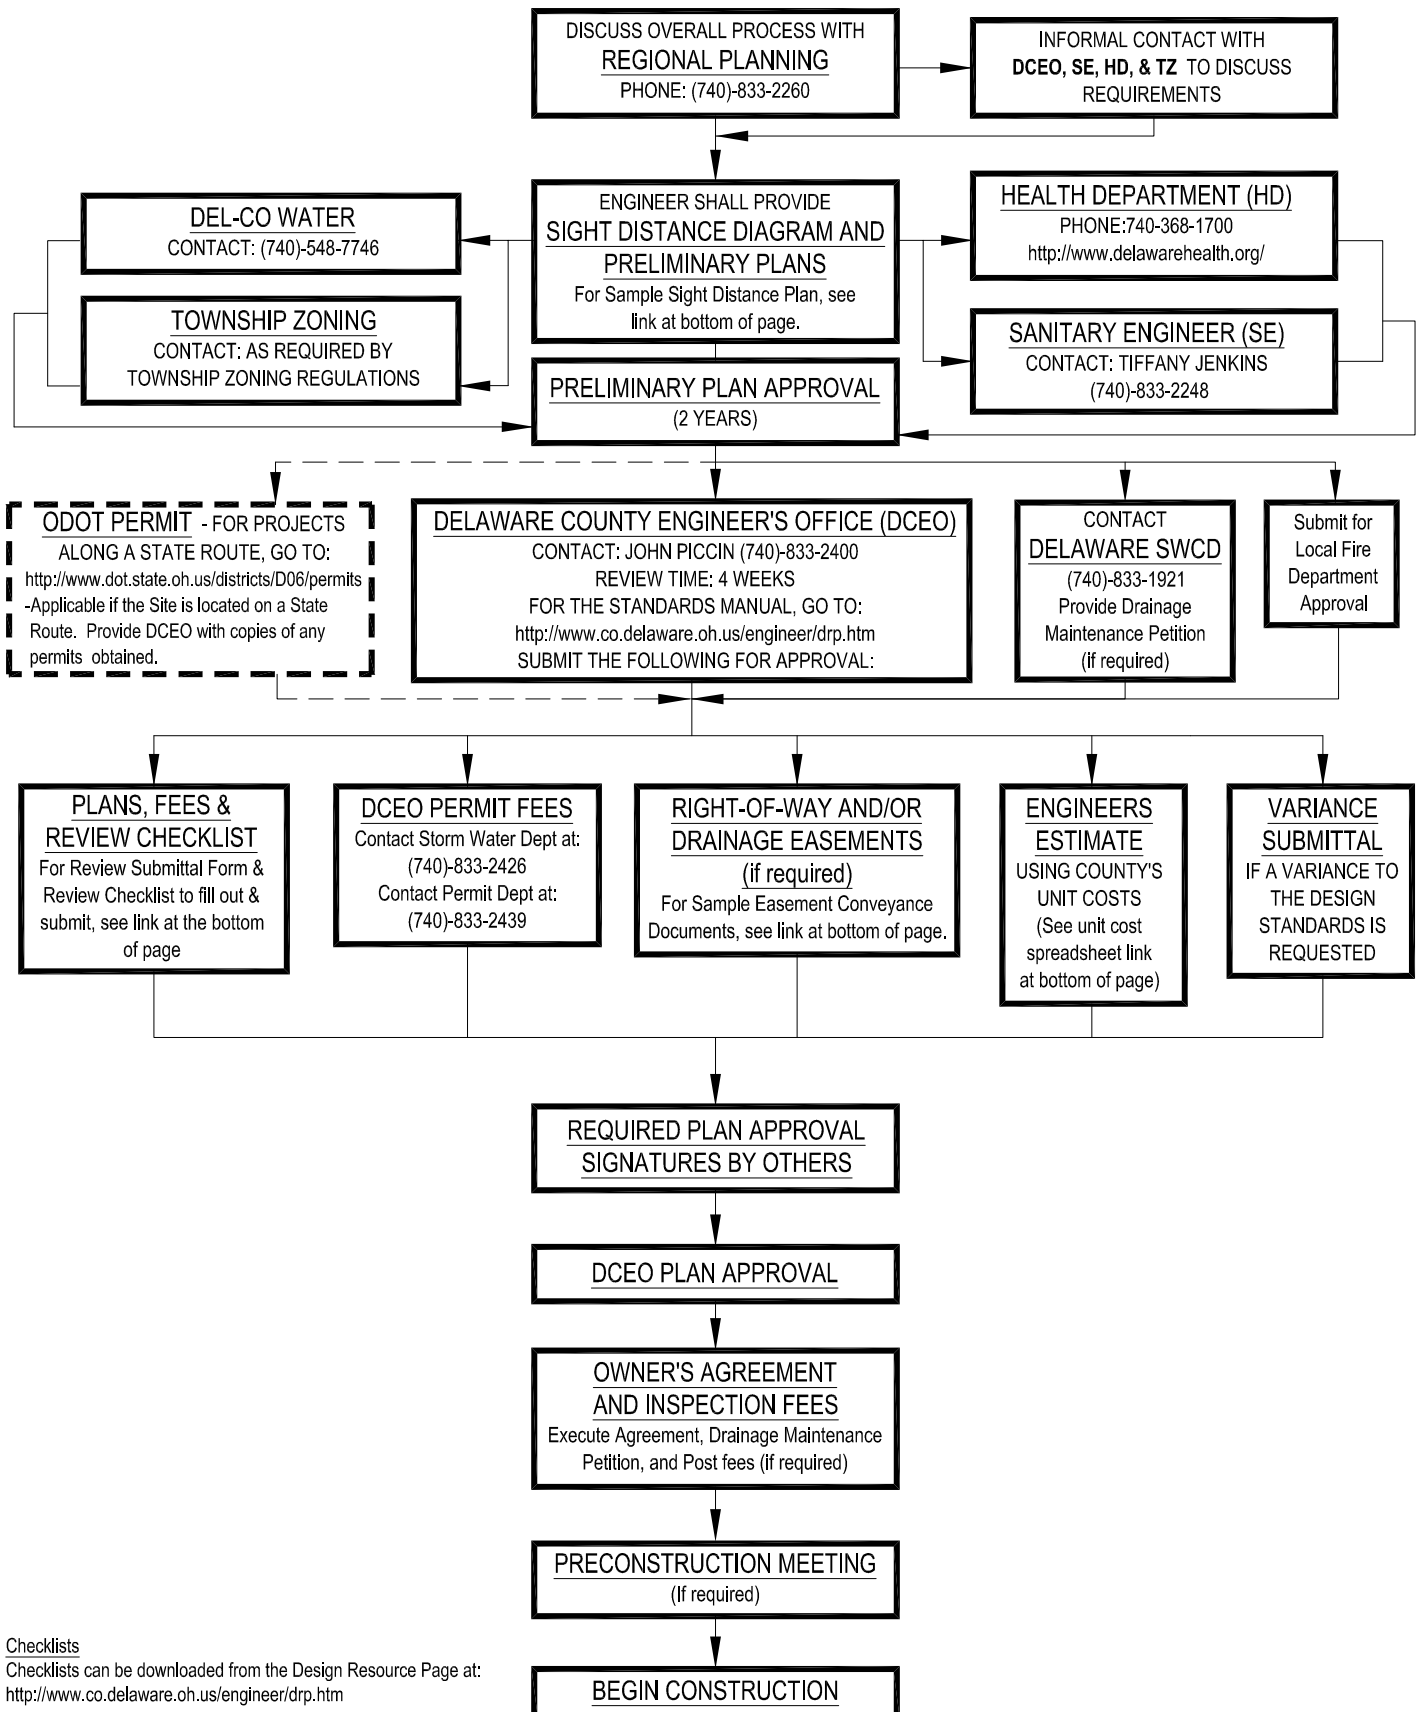 DISCUSS OVERALL PROCESS WITH
REGIONAL PLANNING
PHONE: (740)-833-2260
INFORMAL CONTACT WITH
DCEO, SE, HD, & TZ TO DISCUSS
REQUIREMENTS
DEL-CO WATER
CONTACT: (740)-548-7746
TOWNSHIP ZONING
CONTACT: AS REQUIRED BY
TOWNSHIP ZONING REGULATIONS
ENGINEER SHALL PROVIDE
SIGHT DISTANCE DIAGRAM AND
PRELIMINARY PLANS
For Sample Sight Distance Plan, see
link at bottom of page.
HEALTH DEPARTMENT (HD)
PHONE:740-368-1700
http://www.delawarehealth.org/
SANITARY ENGINEER (SE)
CONTACT: TIFFANY JENKINS
(740)-833-2248
PRELIMINARY PLAN APPROVAL
(2 YEARS)
ODOT PERMIT - FOR PROJECTS
ALONG A STATE ROUTE, GO TO:
http://www.dot.state.oh.us/districts/D06/permits
-Applicable if the Site is located on a State
Route. Provide DCEO with copies of any
permits obtained.
DELAWARE COUNTY ENGINEER'S OFFICE (DCEO)
CONTACT: JOHN PICCIN (740)-833-2400
REVIEW TIME: 4 WEEKS
FOR THE STANDARDS MANUAL, GO TO:
http://www.co.delaware.oh.us/engineer/drp.htm
SUBMIT THE FOLLOWING FOR APPROVAL:
CONTACT
DELAWARE SWCD
(740)-833-1921
Provide Drainage
Maintenance Petition
(if required)
Submit for
Local Fire
Department
Approval
PLANS, FEES &
REVIEW CHECKLIST
For Review Submittal Form &
Review Checklist to fill out &
submit, see link at the bottom
of page
DCEO PERMIT FEES
Contact Storm Water Dept at:
(740)-833-2426
Contact Permit Dept at:
(740)-833-2439
RIGHT-OF-WAY AND/OR
DRAINAGE EASEMENTS
(if required)
For Sample Easement Conveyance
Documents, see link at bottom of page.
ENGINEERS
ESTIMATE
USING COUNTY'S
UNIT COSTS
(See unit cost
spreadsheet link
at bottom of page)
VARIANCE
SUBMITTAL
IF A VARIANCE TO
THE DESIGN
STANDARDS IS
REQUESTED
REQUIRED PLAN APPROVAL
SIGNATURES BY OTHERS
DCEO PLAN APPROVAL
OWNER'S AGREEMENT
AND INSPECTION FEES
Execute Agreement, Drainage Maintenance
Petition, and Post fees (if required)
PRECONSTRUCTION MEETING
(If required)
BEGIN CONSTRUCTION
Checklists
Checklists can be downloaded from the Design Resource Page at:
http://www.co.delaware.oh.us/engineer/drp.htm